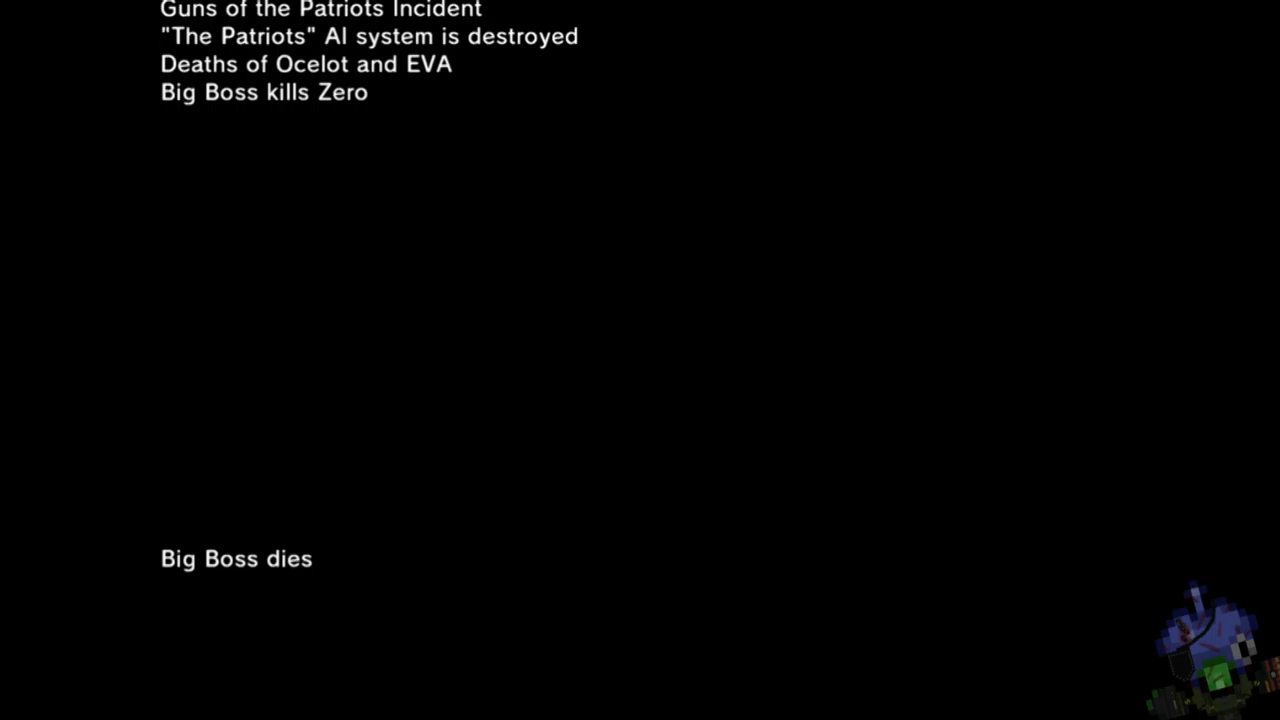 Guns of the Patriots Incident
"The Patriots" AI system is destroyed
Deaths of Ocelot and EVA
Big Boss kills Zero
Big Boss dies